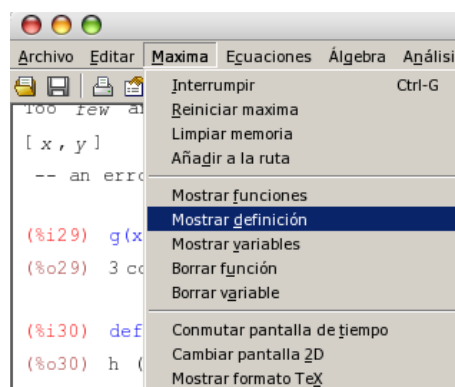 Archivo Editar Maxima Ecuaciones Álgebra Análisi
Too few a
[ x , y ]
-- an erro
(%i29) g(x
(%o29) 3 co
(%i30) def
(%o30) h (
Interrumpir Ctrl-G
Reiniciar maxima
Limpiar memoria
Añadir a la ruta
Mostrar funciones
Mostrar definición
Mostrar variables
Borrar función
Borrar variable
Conmutar pantalla de tiempo
Cambiar pantalla 2D
Mostrar formato TeX